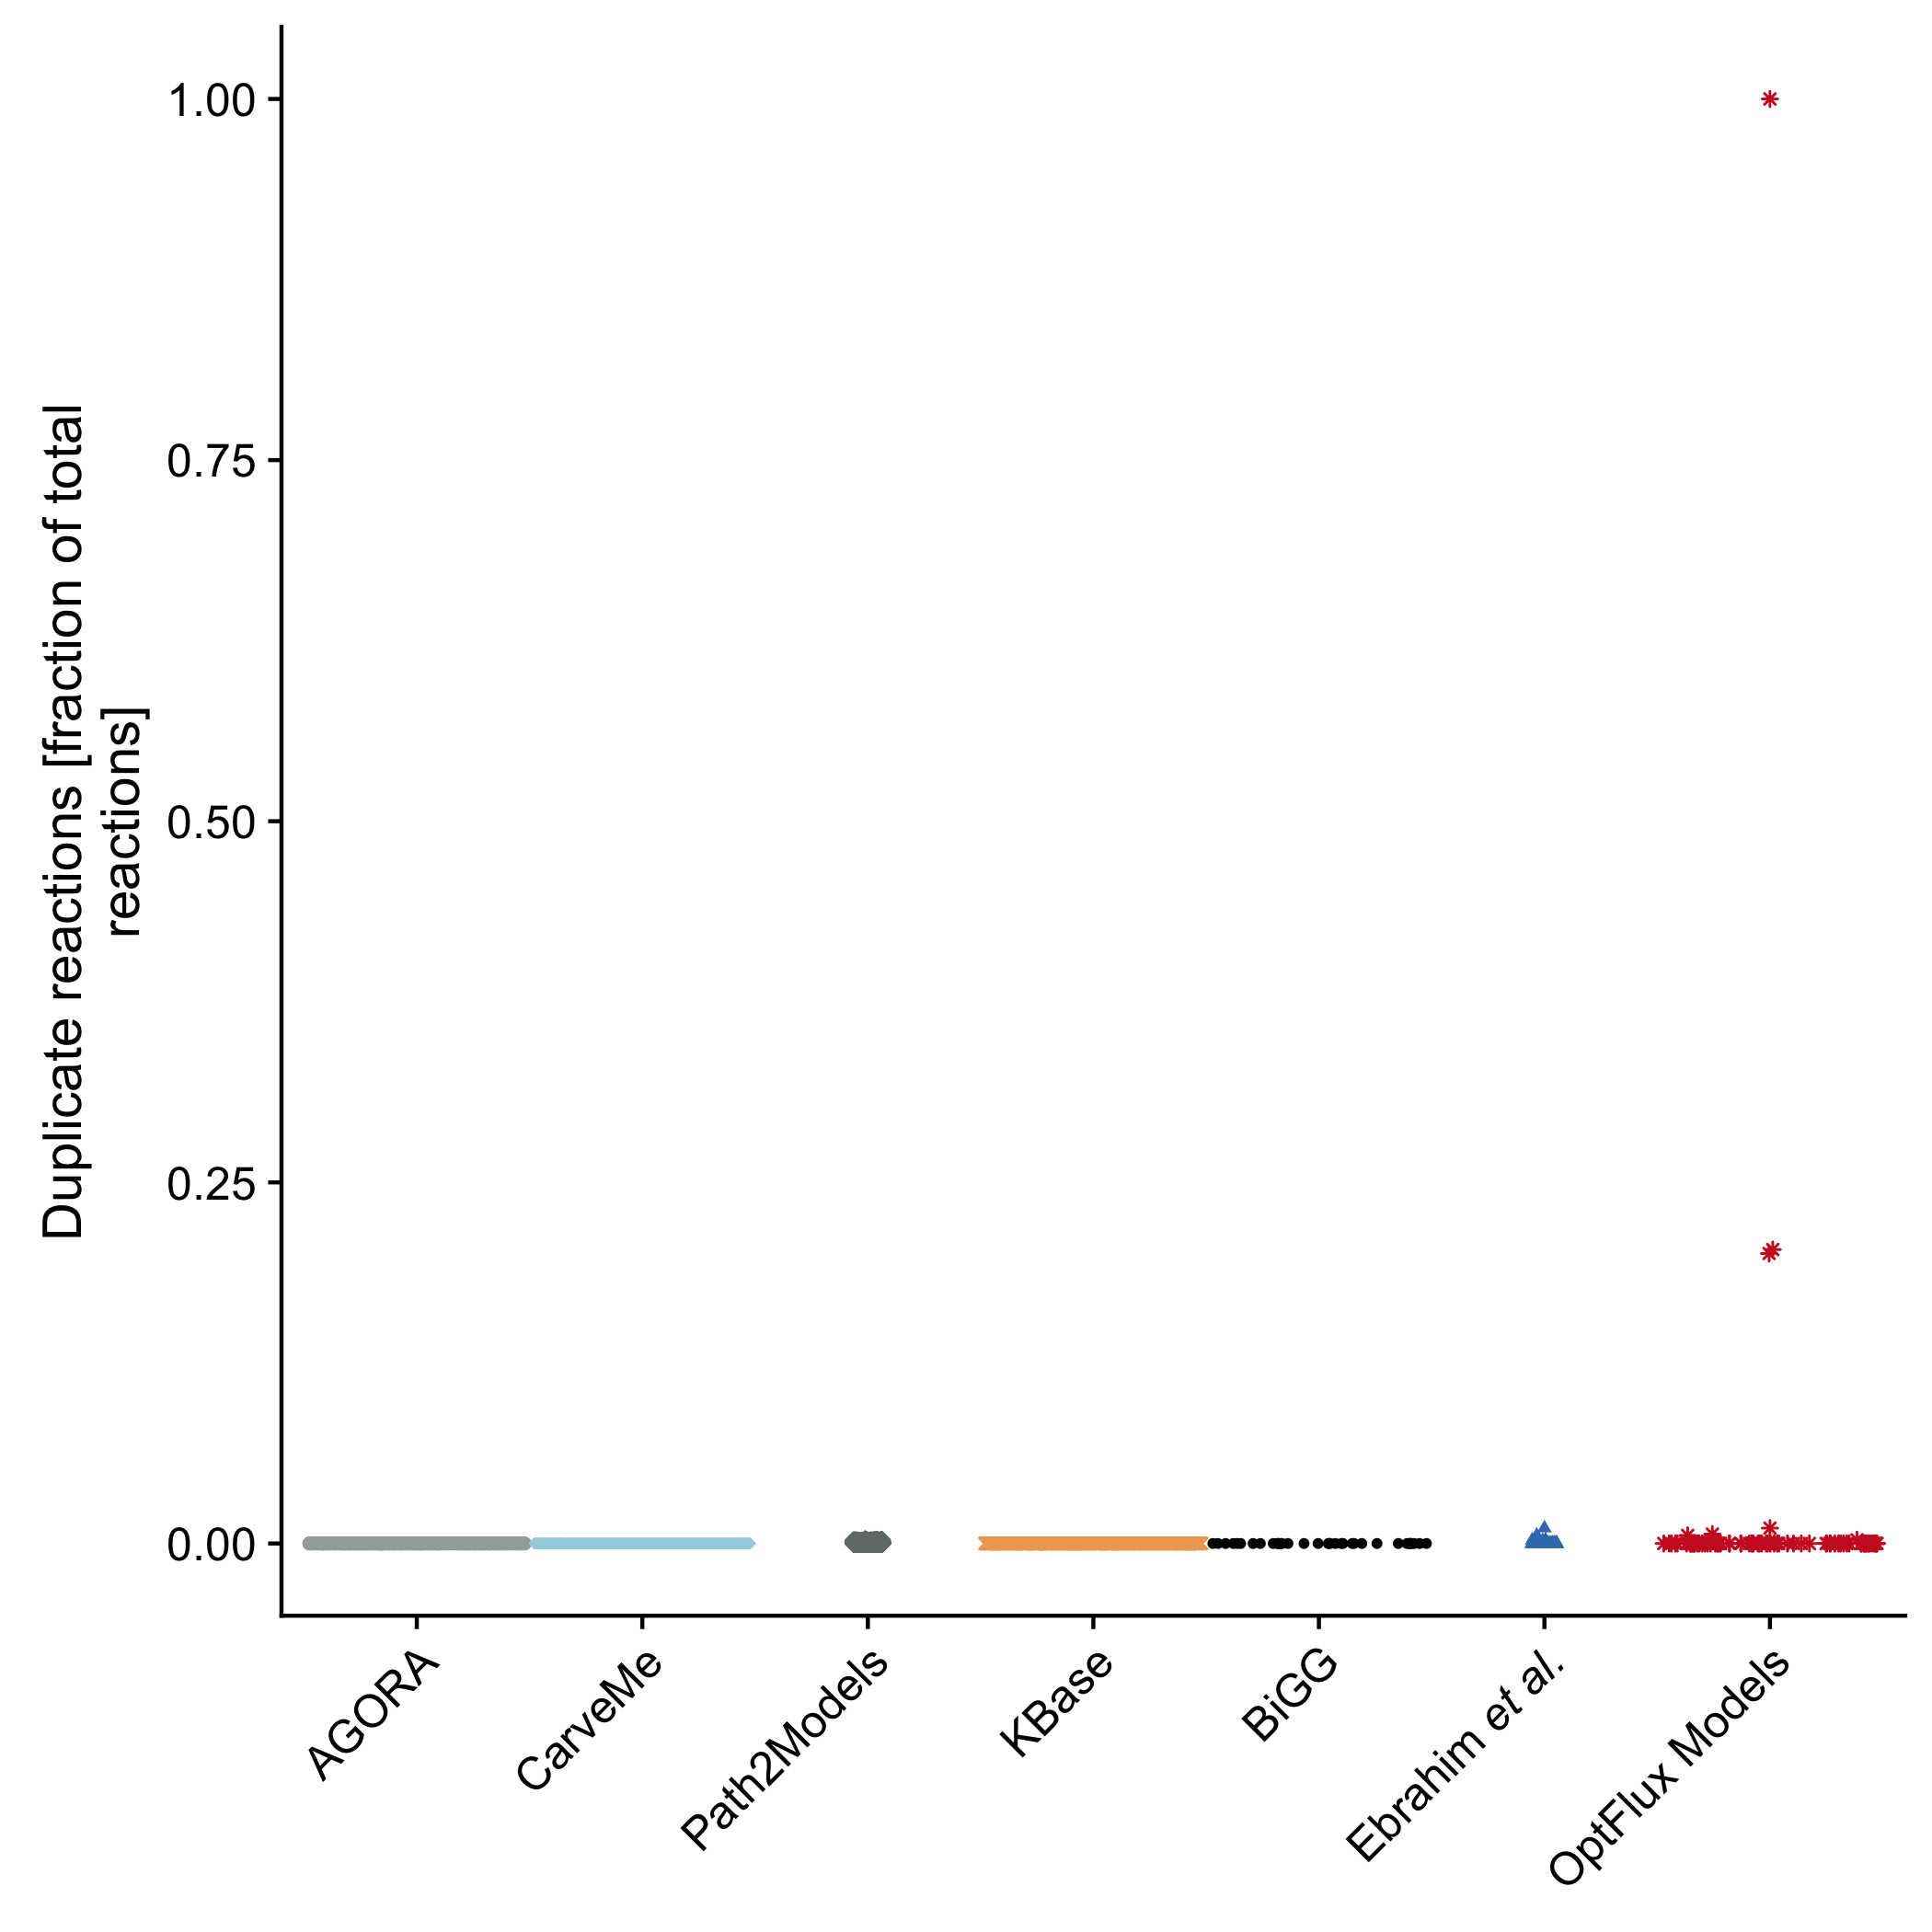 Duplicate reactions [fraction of total
reactions]
1.00
0.75
0.50
0.25
0.00
AGORA
CarveMe
Path2Models
KBase
BiGG
Ebrahim et al.
OptFlux Models